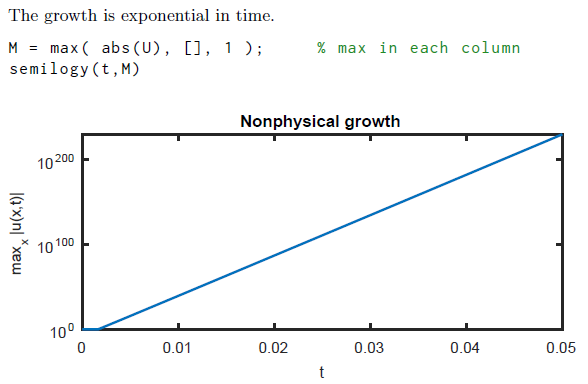 The growth is exponential in time.
M = max( abs(U), [], 1 );     % max in each column
semilogy(t,M)
Nonphysical growth
10^200
10^100
10^0
max_x |u(x,t)|
0 0.01 0.02 0.03 0.04 0.05
t